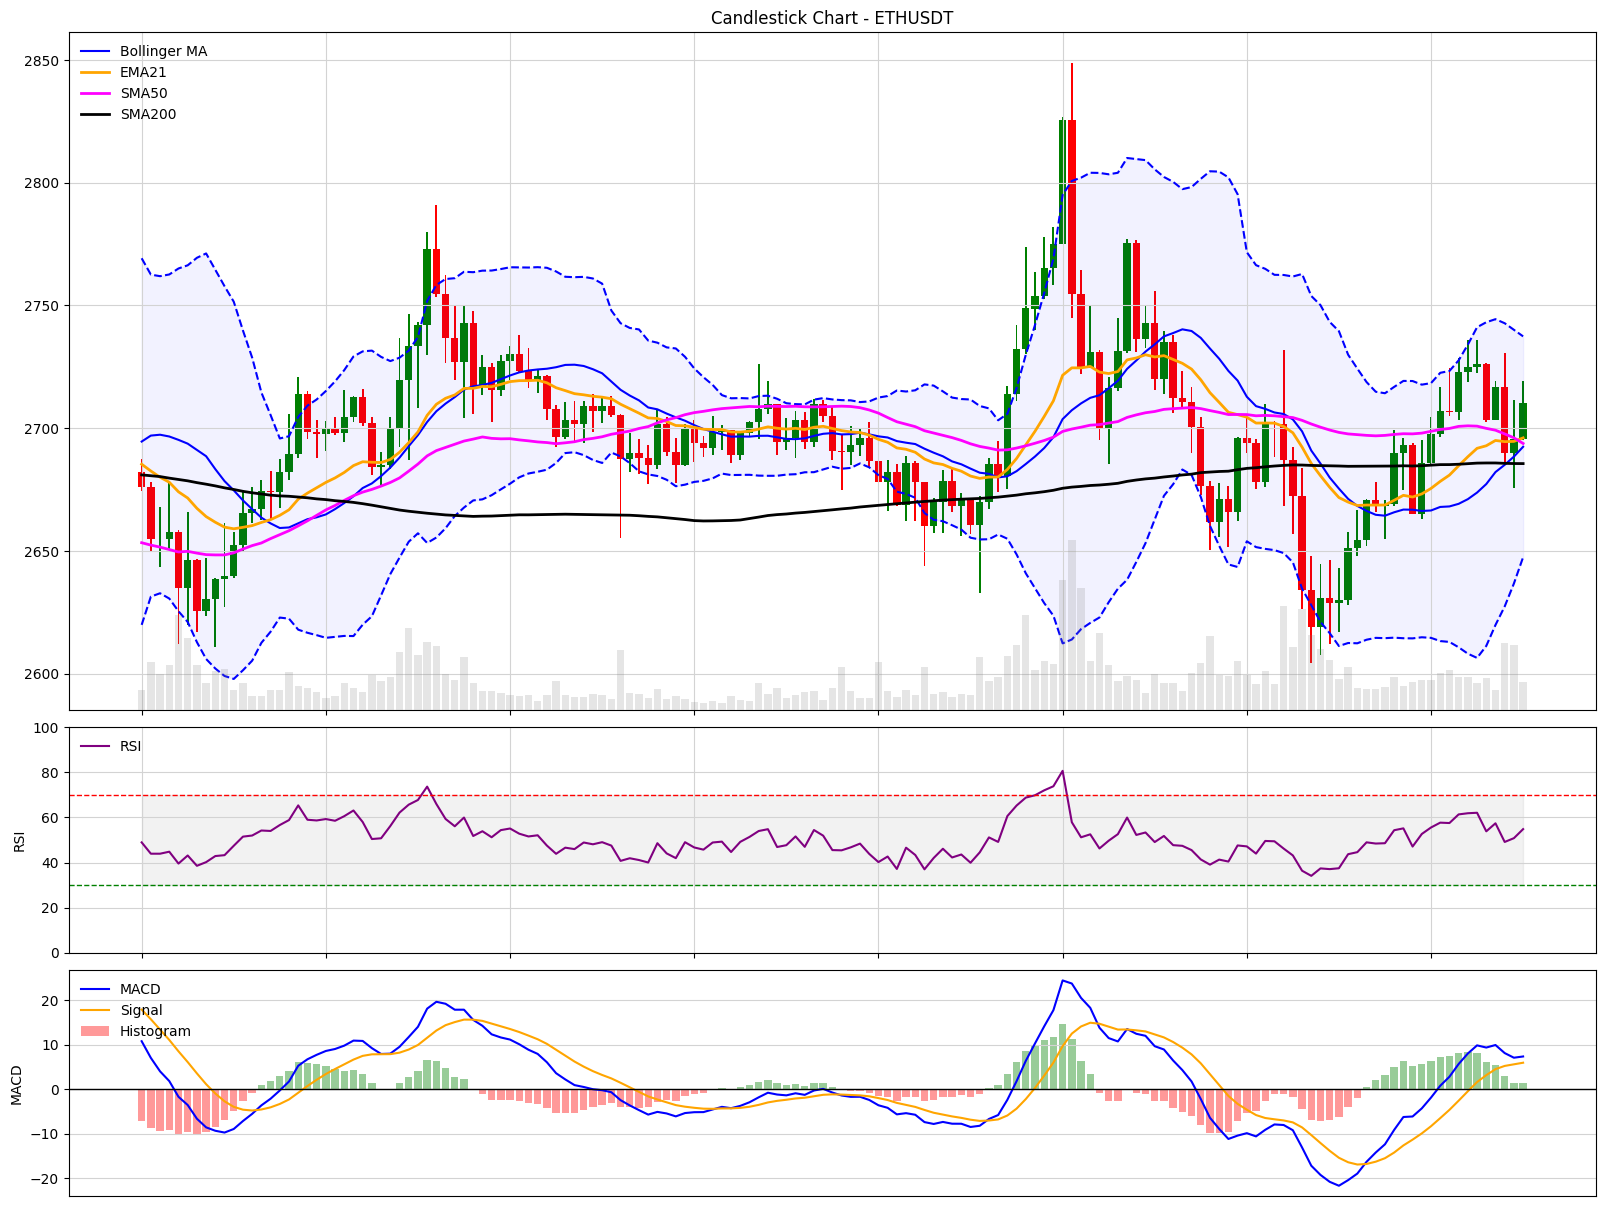 Candlestick Chart - ETHUSDT
2850
2800
2750
2700
2650
2600
Bollinger MA
EMA21
SMA50
SMA200
RSI
100
80
60
40
20
0
RSI
MACD
20
10
0
−10
−20
MACD
Signal
Histogram